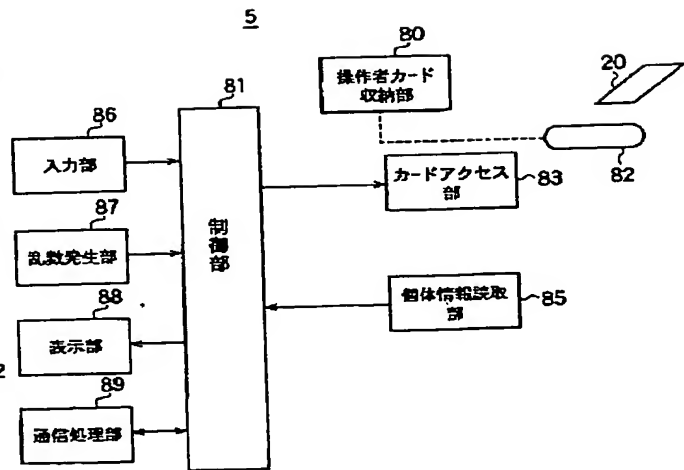 5
80
操作者カード
収納部
20
82
81
制御部
86
入力部
87
乱数発生部
88
表示部
2
89
通信処理部
カードアクセス
部
83
個体情報読取
部
85